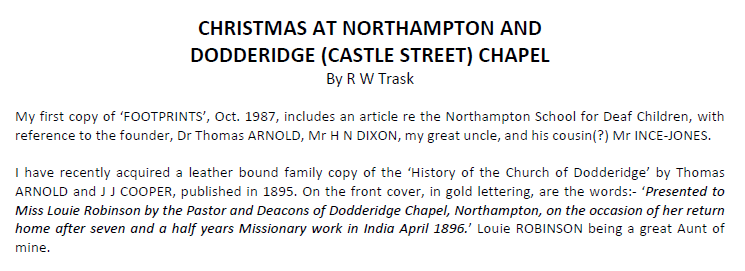 CHRISTMAS AT NORTHAMPTON AND
DODDERIDGE (CASTLE STREET) CHAPEL
By R W Trask
My first copy of ‘FOOTPRINTS’, Oct. 1987, includes an article re the Northampton School for Deaf Children, with
reference to the founder, Dr Thomas ARNOLD, Mr H N DIXON, my great uncle, and his cousin(?) Mr INCE-JONES.
I have recently acquired a leather bound family copy of the ‘History of the Church of Dodderidge’ by Thomas
ARNOLD and J J COOPER, published in 1895. On the front cover, in gold lettering, are the words:- ‘Presented to
Miss Louie Robinson by the Pastor and Deacons of Dodderidge Chapel, Northampton, on the occasion of her return
home after seven and a half years Missionary work in India April 1896.’ Louie ROBINSON being a great Aunt of
mine.